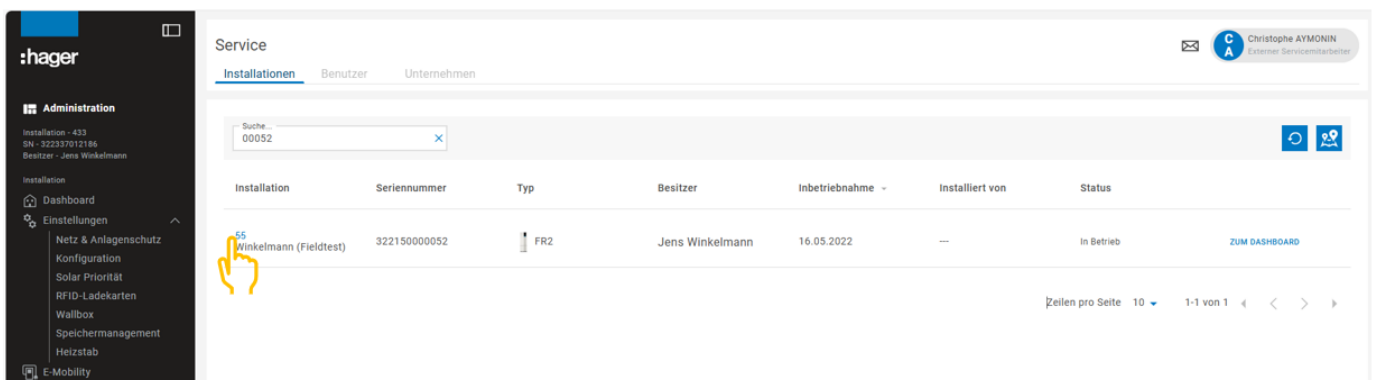 :hager
Administration
Installation - 433
SN - 322337012186
Besitzer - Jens Winkelmann
Installation
Dashboard
Einstellungen
Netz & Anlagenschutz
Konfiguration
Solar Priorität
RFID-Ladekarten
Wallbox
Speichermanagement
Heizstab
E-Mobility
Service
Installationen Benutzer Unternehmen
C A
Christophe AYMONIN
Externer Servicemitarbeiter
Suche...
00052
Installation Seriennummer Typ Besitzer Inbetriebnahme Installiert von Status
55
Winkelmann (Fieldtest) 322150000052 FR2 Jens Winkelmann 16.05.2022 --- In Betrieb ZUM DASHBOARD
Zeilen pro Seite 10 1-1 von 1